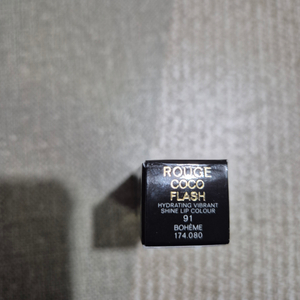 ROUGE
COCO
FLASH
HYDRATING VIBRANT
SHINE LIP COLOUR
91
BOHÈME
174.080